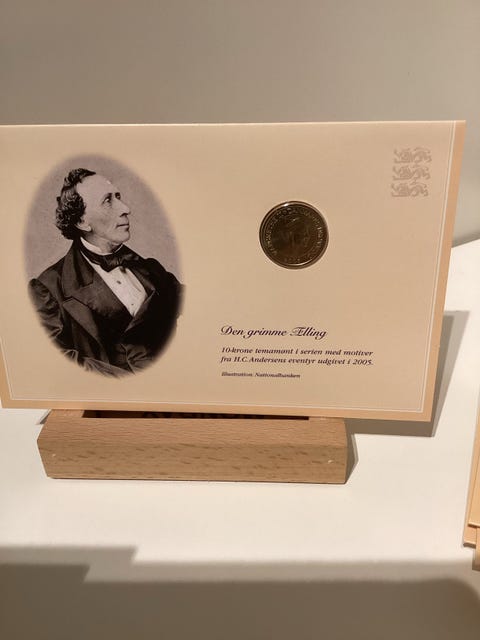 Den grimme Ælling
10-krone temamønt i serien med motiver
fra H.C. Andersens eventyr udgivet i 2005.
Illustration: Nationalbanken